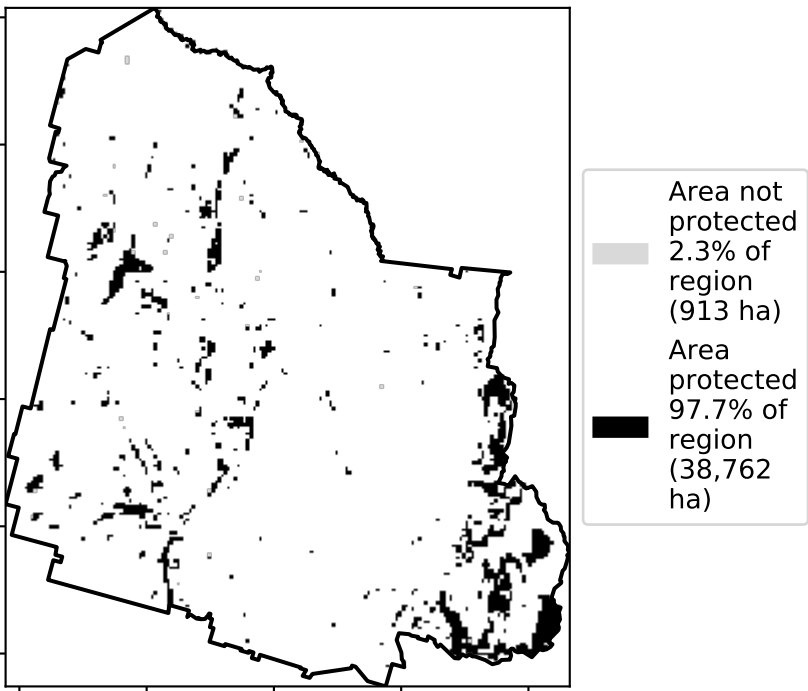 Area not
protected
2.3% of
region
(913 ha)
Area
protected
97.7% of
region
(38,762
ha)